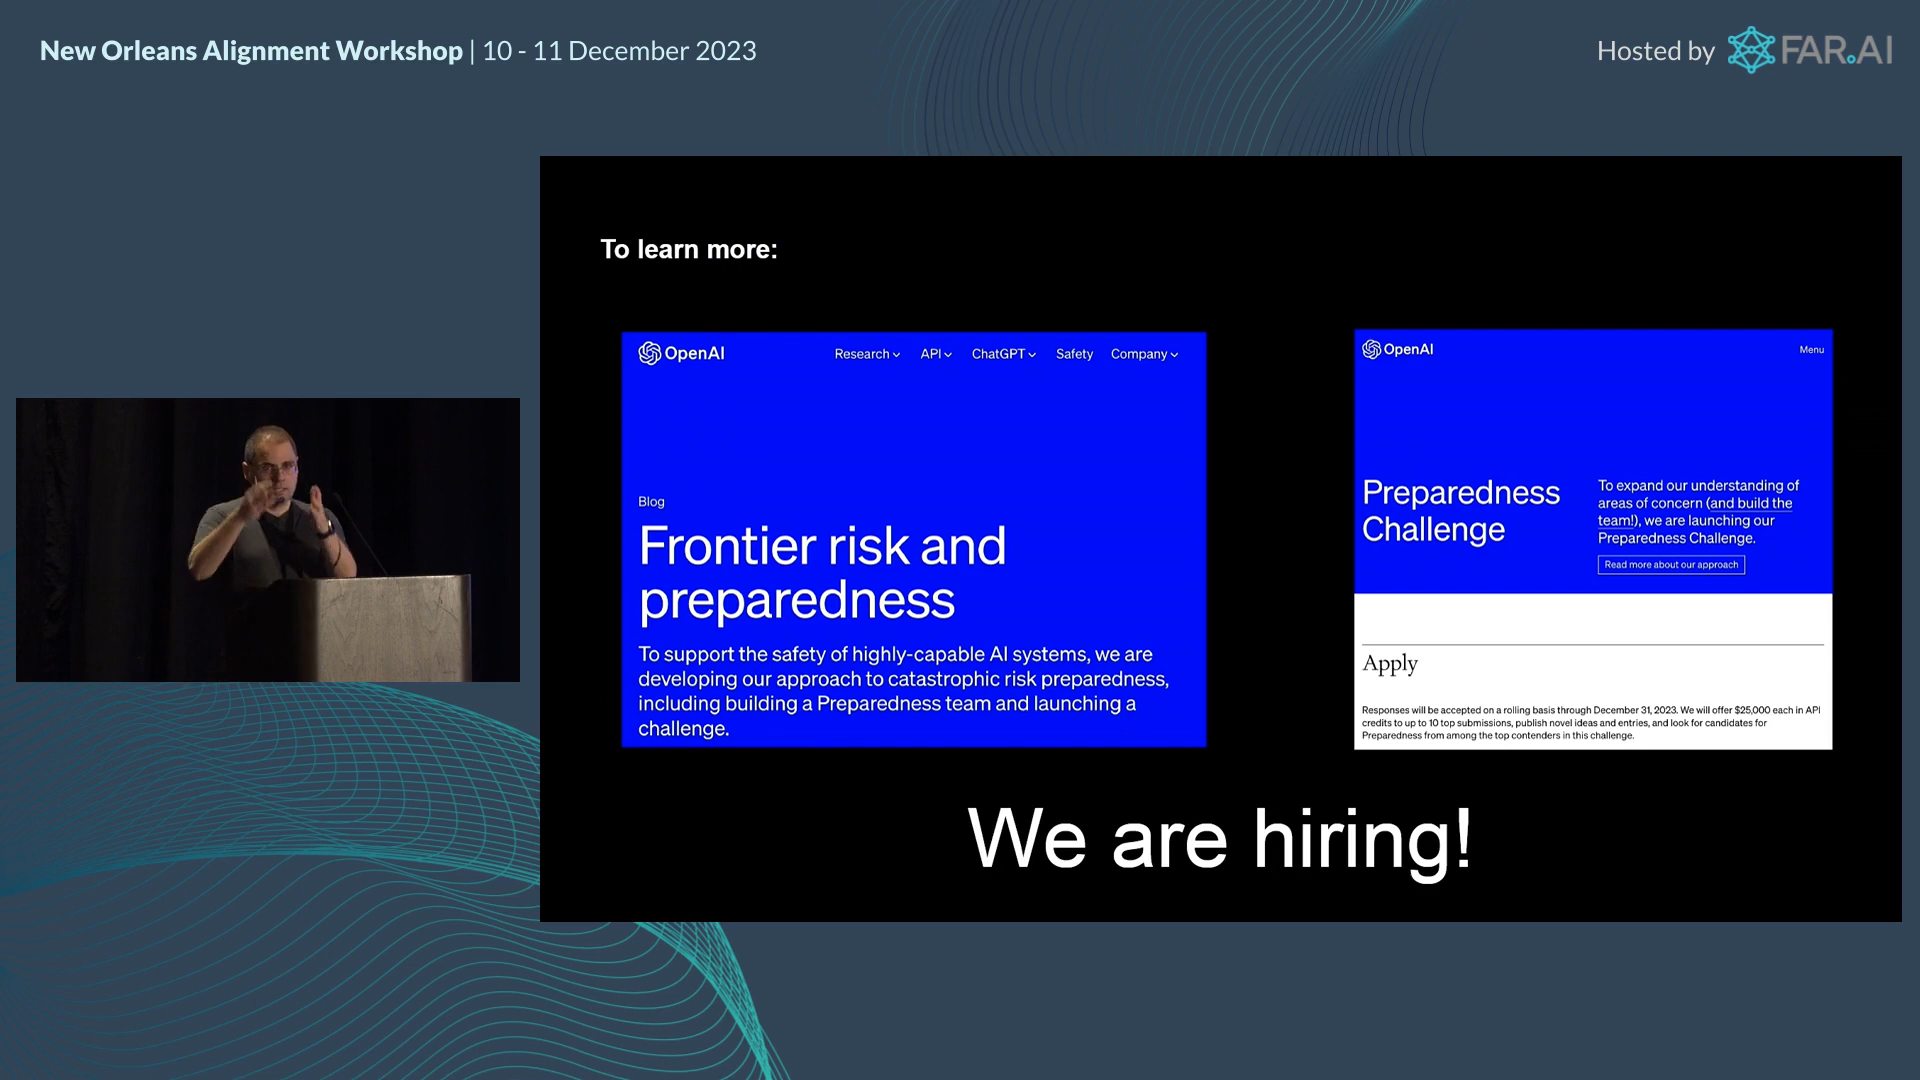 New Orleans Alignment Workshop | 10 - 11 December 2023
Hosted by FAR.AI
To learn more:
OpenAI
Research API ChatGPT Safety Company
Blog
Frontier risk and
preparedness
To support the safety of highly-capable AI systems, we are
developing our approach to catastrophic risk preparedness,
including building a Preparedness team and launching a
challenge.
OpenAI
Menu
Preparedness
Challenge
To expand our understanding of
areas of concern (and build the
team!), we are launching our
Preparedness Challenge.
Read more about our approach
Apply
Responses will be accepted on a rolling basis through December 31, 2023. We will offer $25,000 each in API
credits to up to 10 top submissions, publish novel ideas and entries, and look for candidates for
Preparedness from among the top contenders in this challenge.
We are hiring!